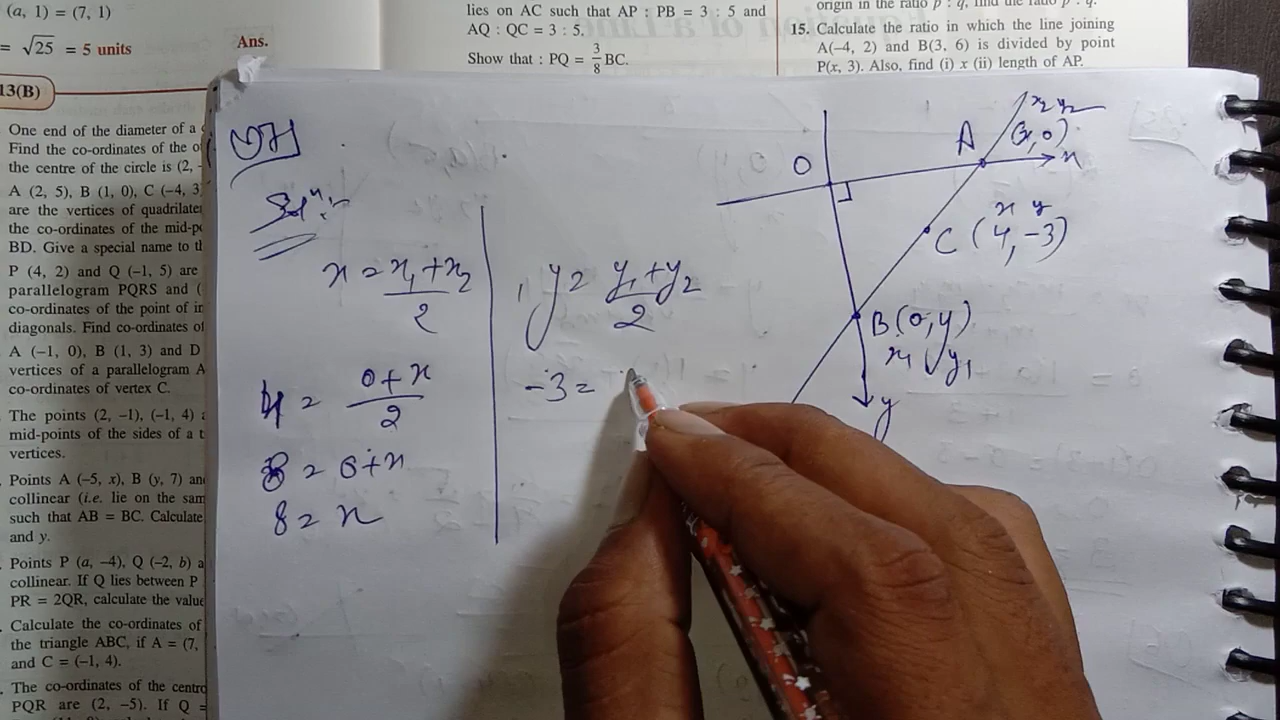 (a, 1) = (7, 1)
= √25 = 5 units
Ans.
13(B)
One end of the diameter of a
Find the co-ordinates of the
the centre of the circle is (2,
A (2, 5), B (1, 0), C (−4, 3
are the vertices of quadrilate
the co-ordinates of the mid-p
BD. Give a special name to t
P (4, 2) and Q (−1, 5) are
parallelogram PQRS and (
co-ordinates of the point of in
diagonals. Find co-ordinates of
A (−1, 0), B (1, 3) and D
vertices of a parallelogram A
co-ordinates of vertex C.
The points (2, −1), (−1, 4)
mid-points of the sides of a t
vertices.
Points A (−5, x), B (y, 7) an
collinear (i.e. lie on the sam
such that AB = BC. Calculate
and y.
Points P (a, −4), Q (−2, b) a
collinear. If Q lies between P
PR = 2QR, calculate the value
Calculate the co-ordinates of
the triangle ABC, if A = (7,
and C = (−1, 4).
The co-ordinates of the centro
PQR are (2, −5). If Q =
lies on AC such that AP : PB = 3 : 5 and
AQ : QC = 3 : 5.
Show that : PQ = 3/8 BC.
origin in the ratio p : q, find the ratio p : q.
15. Calculate the ratio in which the line joining
A(−4, 2) and B(3, 6) is divided by point
P(x, 3). Also, find (i) x (ii) length of AP.
Solⁿ:-
x = x₁+x₂/2
4 = 0+x/2
8 = 0+x
8 = x
, y = y₁+y₂/2
-3 =
x₂ y₂
A (x, 0)
O
x
x y
C (4, -3)
B (0, y)
x₁ y₁
y